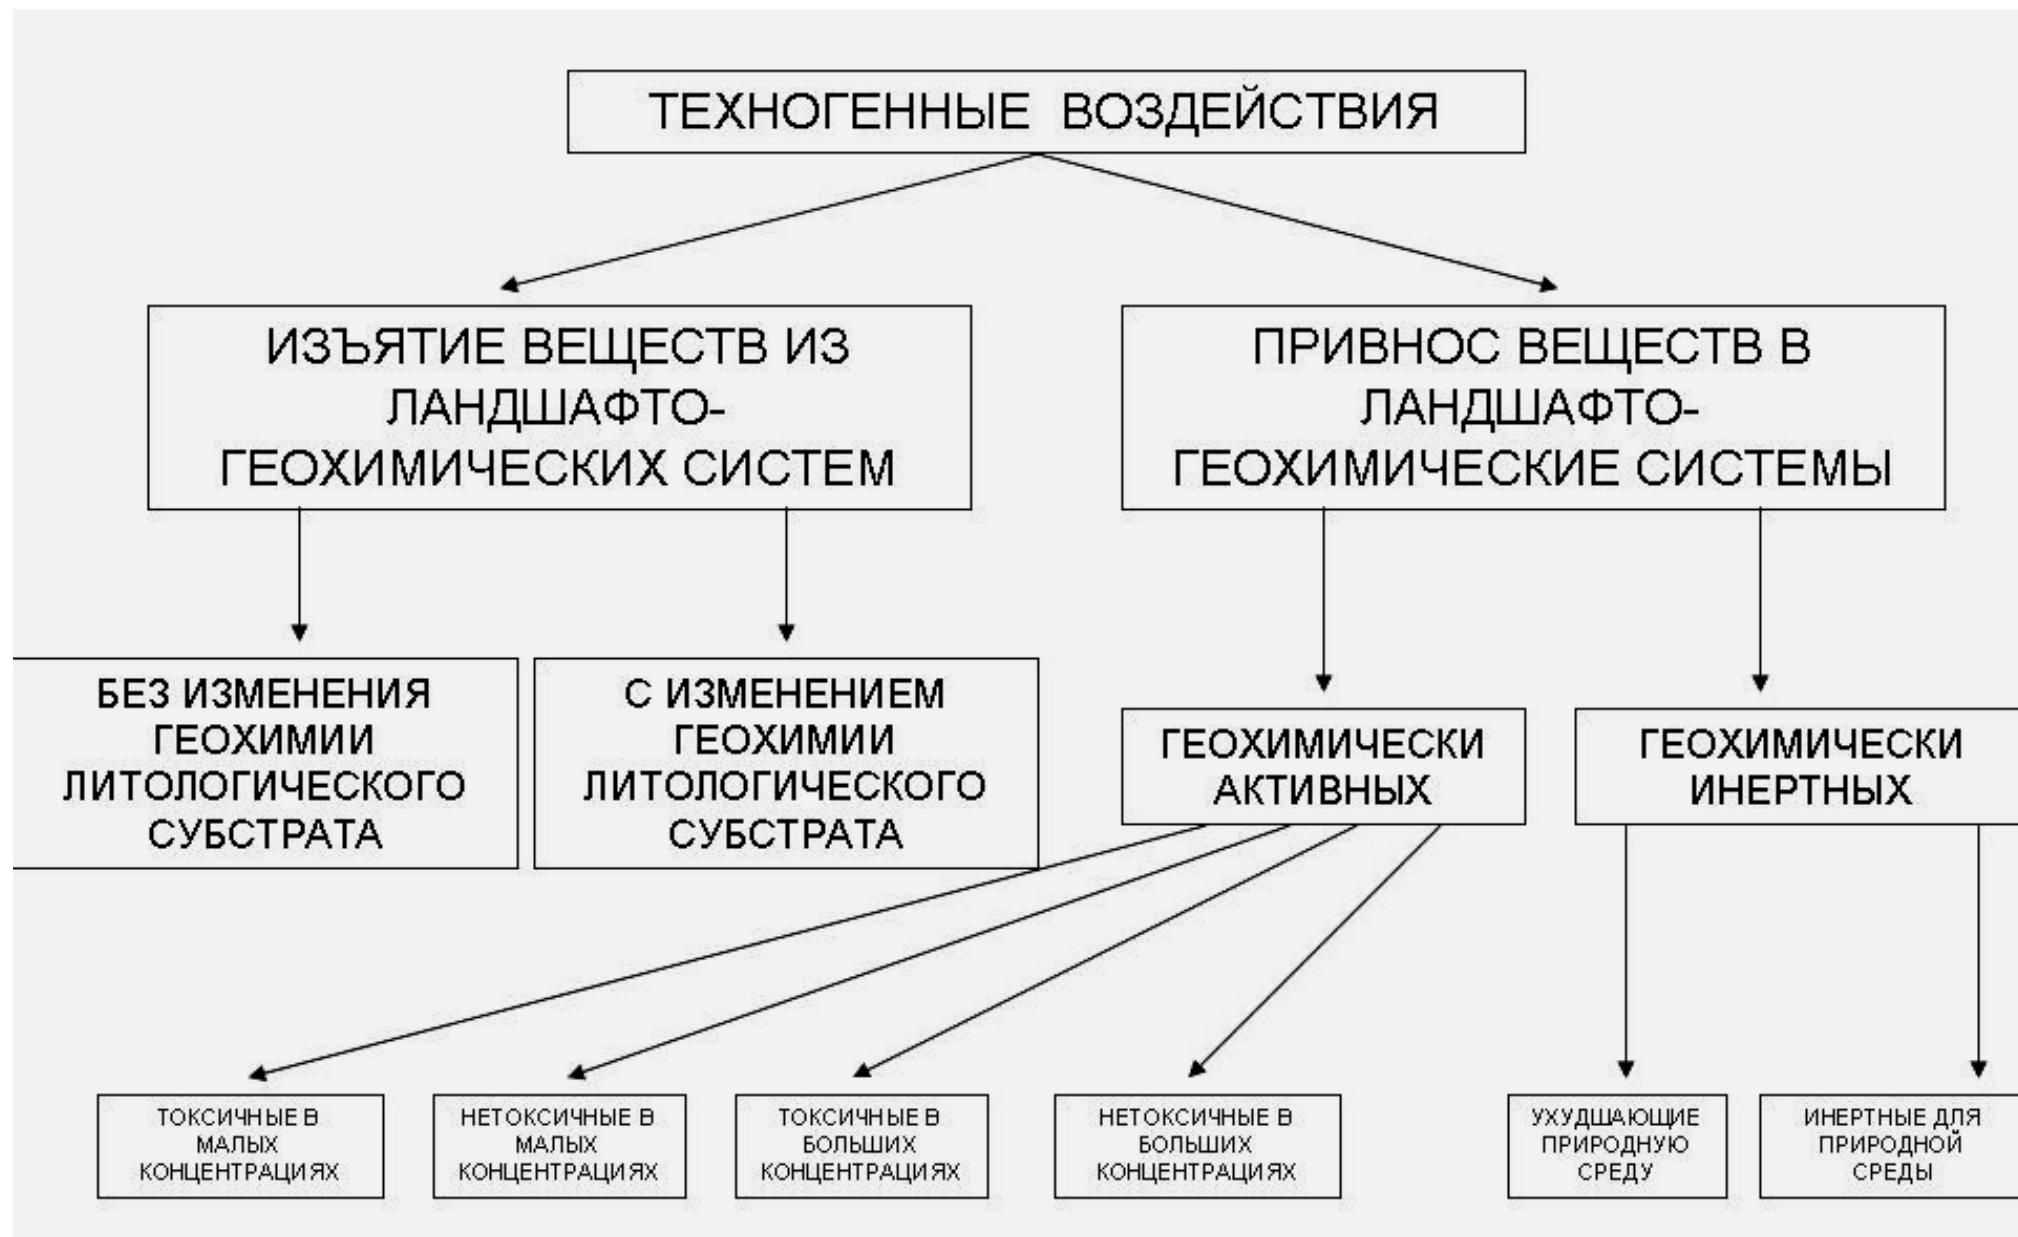 ТЕХНОГЕННЫЕ ВОЗДЕЙСТВИЯ
ИЗЪЯТИЕ ВЕЩЕСТВ ИЗ
ЛАНДШАФТО-
ГЕОХИМИЧЕСКИХ СИСТЕМ
ПРИВНОС ВЕЩЕСТВ В
ЛАНДШАФТО-
ГЕОХИМИЧЕСКИЕ СИСТЕМЫ
БЕЗ ИЗМЕНЕНИЯ
ГЕОХИМИИ
ЛИТОЛОГИЧЕСКОГО
СУБСТРАТА
С ИЗМЕНЕНИЕМ
ГЕОХИМИИ
ЛИТОЛОГИЧЕСКОГО
СУБСТРАТА
ГЕОХИМИЧЕСКИ
АКТИВНЫХ
ГЕОХИМИЧЕСКИ
ИНЕРТНЫХ
ТОКСИЧНЫЕ В
МАЛЫХ
КОНЦЕНТРАЦИЯХ
НЕТОКСИЧНЫЕ В
МАЛЫХ
КОНЦЕНТРАЦИЯХ
ТОКСИЧНЫЕ В
БОЛЬШИХ
КОНЦЕНТРАЦИЯХ
НЕТОКСИЧНЫЕ В
БОЛЬШИХ
КОНЦЕНТРАЦИЯХ
УХУДШАЮЩИЕ
ПРИРОДНУЮ
СРЕДУ
ИНЕРТНЫЕ ДЛЯ
ПРИРОДНОЙ
СРЕДЫ